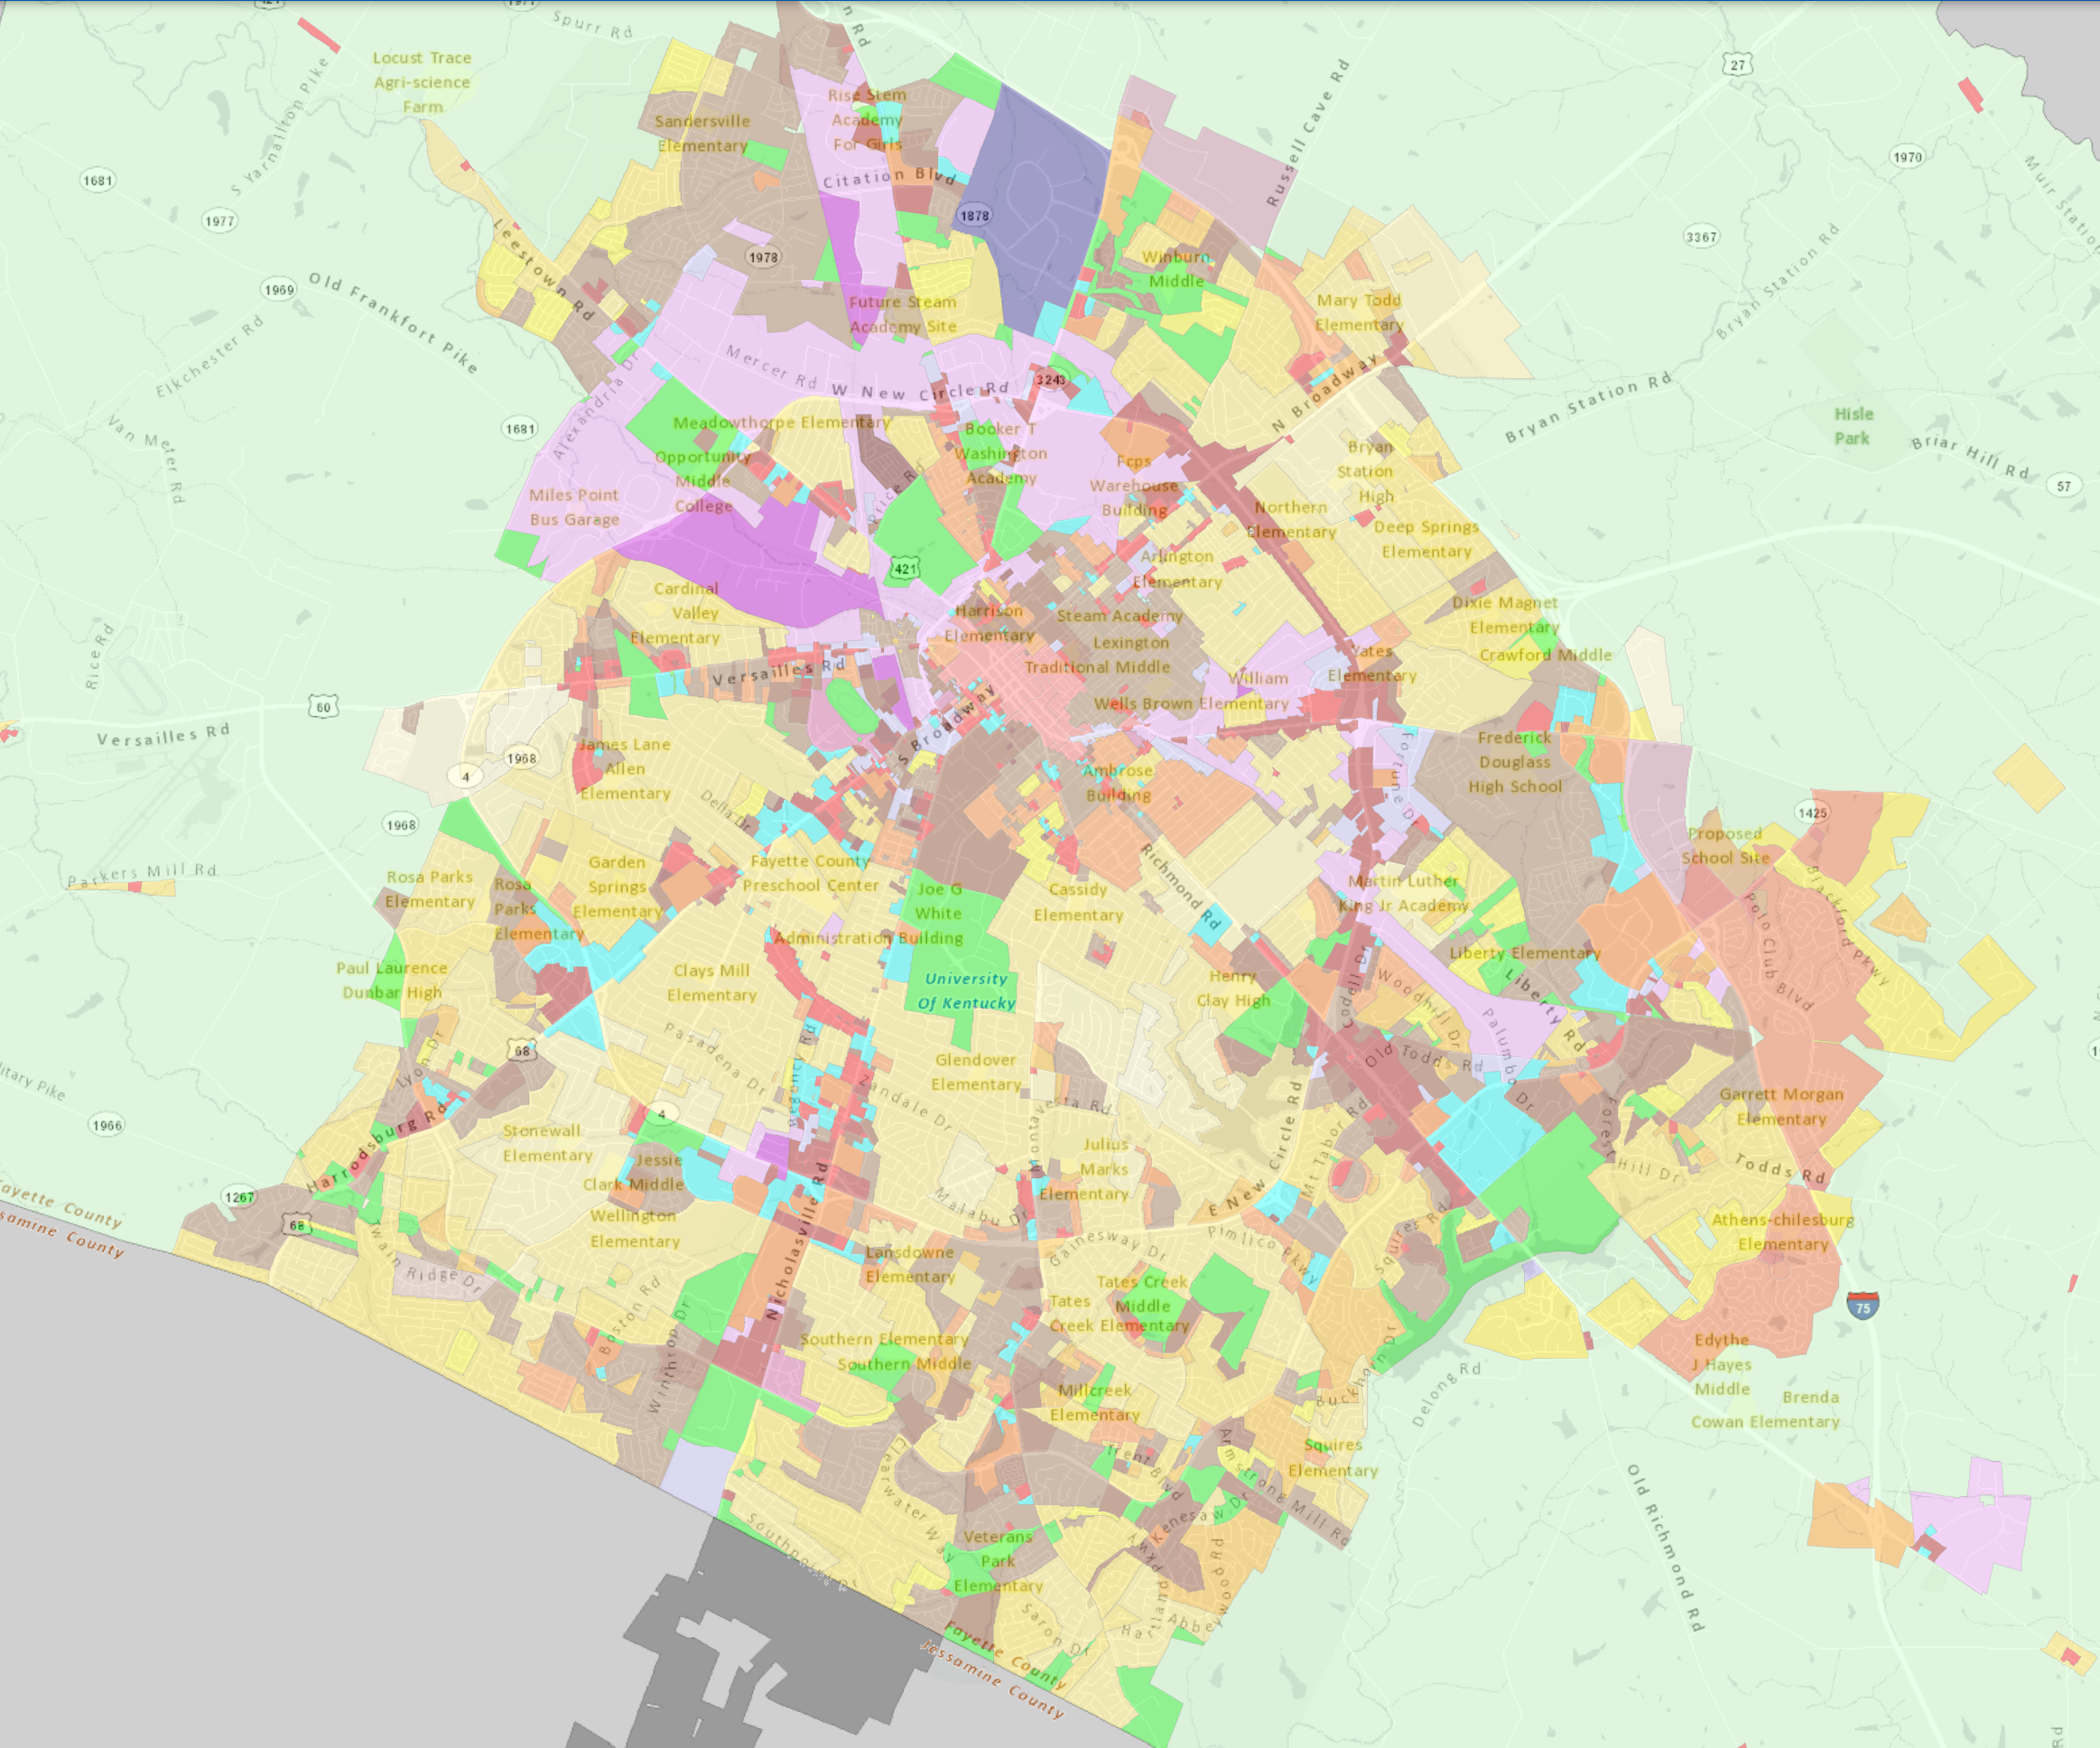 Spurr Rd
Locust Trace
Agri-science
Farm
S Yarnallton Pike
1681
1977
1969
Old Frankfort Pike
Elkchester Rd
Van Meter Rd
1681
Leestown Rd
Sandersville
Elementary
Rise Stem
Academy
For Girls
Citation Blvd
1878
1978
Future Steam
Academy Site
Winburn
Middle
Russell Cave Rd
27
1970
Muir Station
3367
Bryan Station Rd
Mary Todd
Elementary
N Broadway
Bryan Station Rd
Hisle
Park
Briar Hill Rd
57
Alexandria Dr
Mercer Rd
W New Circle Rd
3243
Meadowthorpe Elementary
Opportunity
Middle
College
Price Rd
Booker T
Washington
Academy
Fcps
Warehouse
Building
Bryan
Station
High
Northern
Elementary
Deep Springs
Elementary
Miles Point
Bus Garage
421
Arlington
Elementary
Cardinal
Valley
Elementary
Harrison
Elementary
Steam Academy
Lexington
Traditional Middle
Dixie Magnet
Elementary
Crawford Middle
Yates
Elementary
William
Wells Brown Elementary
Rice Rd
60
Versailles Rd
Versailles Rd
S Broadway
James Lane
Allen
Elementary
1968
4
1968
Della Dr
Ambrose
Building
Fortune Dr
Frederick
Douglass
High School
1425
Proposed
School Site
Blackford Pkwy
Polo Club Blvd
Parkers Mill Rd
Rosa Parks
Elementary
Rosa
Parks
Elementary
Garden
Springs
Elementary
Fayette County
Preschool Center
Joe G
White
Administration Building
Cassidy
Elementary
Richmond Rd
Martin Luther
King Jr Academy
Liberty Elementary
Liberty Rd
Paul Laurence
Dunbar High
Clays Mill
Elementary
University
Of Kentucky
Henry
Clay High
Codell Dr
Woodhill Dr
Palumbo Dr
Old Todds Rd
Lyon Dr
68
Pasadena Dr
Regency Rd
Zandale Dr
Glendover
Elementary
Montavesta Rd
Garrett Morgan
Elementary
Todds Rd
Forest Hill Dr
1966
Harrodsburg Rd
4
Stonewall
Elementary
Jessie
Clark Middle
Wellington
Elementary
Julius
Marks
Elementary
Malabu Dr
E New Circle Rd
Mt Tabor Rd
Squires Rd
Athens-chilesburg
Elementary
1267
68
Fayette County
Twain Ridge Dr
Boston Rd
Winthrop Dr
Nicholasville Rd
Lansdowne
Elementary
Gainesway Dr
Pimlico Pkwy
Tates Creek
Middle
Tates
Creek Elementary
Southern Elementary
Southern Middle
Millcreek
Elementary
Buckhorn Dr
Delong Rd
75
Edythe
J Hayes
Middle
Brenda
Cowan Elementary
Squires
Elementary
Trent Blvd
Armstrong Mill Rd
Kenesaw Dr
Clearwater Way
Veterans
Park
Elementary
Saron Dr
Hartland Pkwy
Abbeywood Rd
Old Richmond Rd
Fayette County
Jessamine County